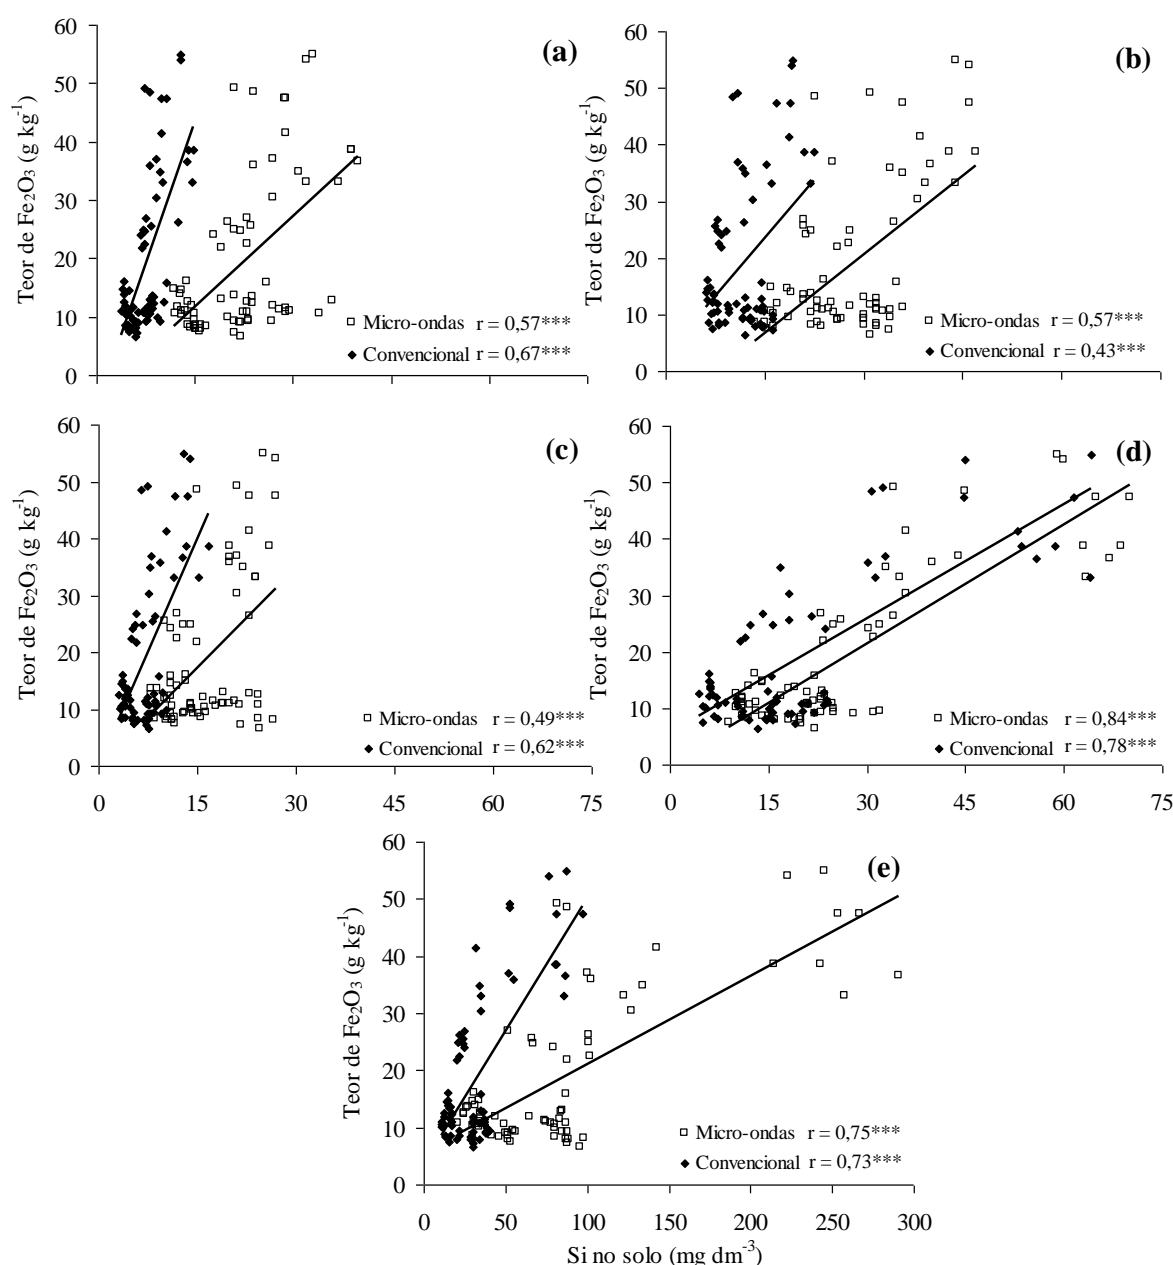 60
50
40
30
20
10
0
Teor de Fe₂O₃ (g kg⁻¹)
(a)
Micro-ondas r = 0,57***
Convencional r = 0,67***
60
50
40
30
20
10
0
Teor de Fe₂O₃ (g kg⁻¹)
(b)
Micro-ondas r = 0,57***
Convencional r = 0,43***
60
50
40
30
20
10
0
Teor de Fe₂O₃ (g kg⁻¹)
(c)
Micro-ondas r = 0,49***
Convencional r = 0,62***
0 15 30 45 60 75
60
50
40
30
20
10
0
Teor de Fe₂O₃ (g kg⁻¹)
(d)
Micro-ondas r = 0,84***
Convencional r = 0,78***
0 15 30 45 60 75
60
50
40
30
20
10
0
Teor de Fe₂O₃ (g kg⁻¹)
(e)
Micro-ondas r = 0,75***
Convencional r = 0,73***
0 50 100 150 200 250 300
Si no solo (mg dm⁻³)